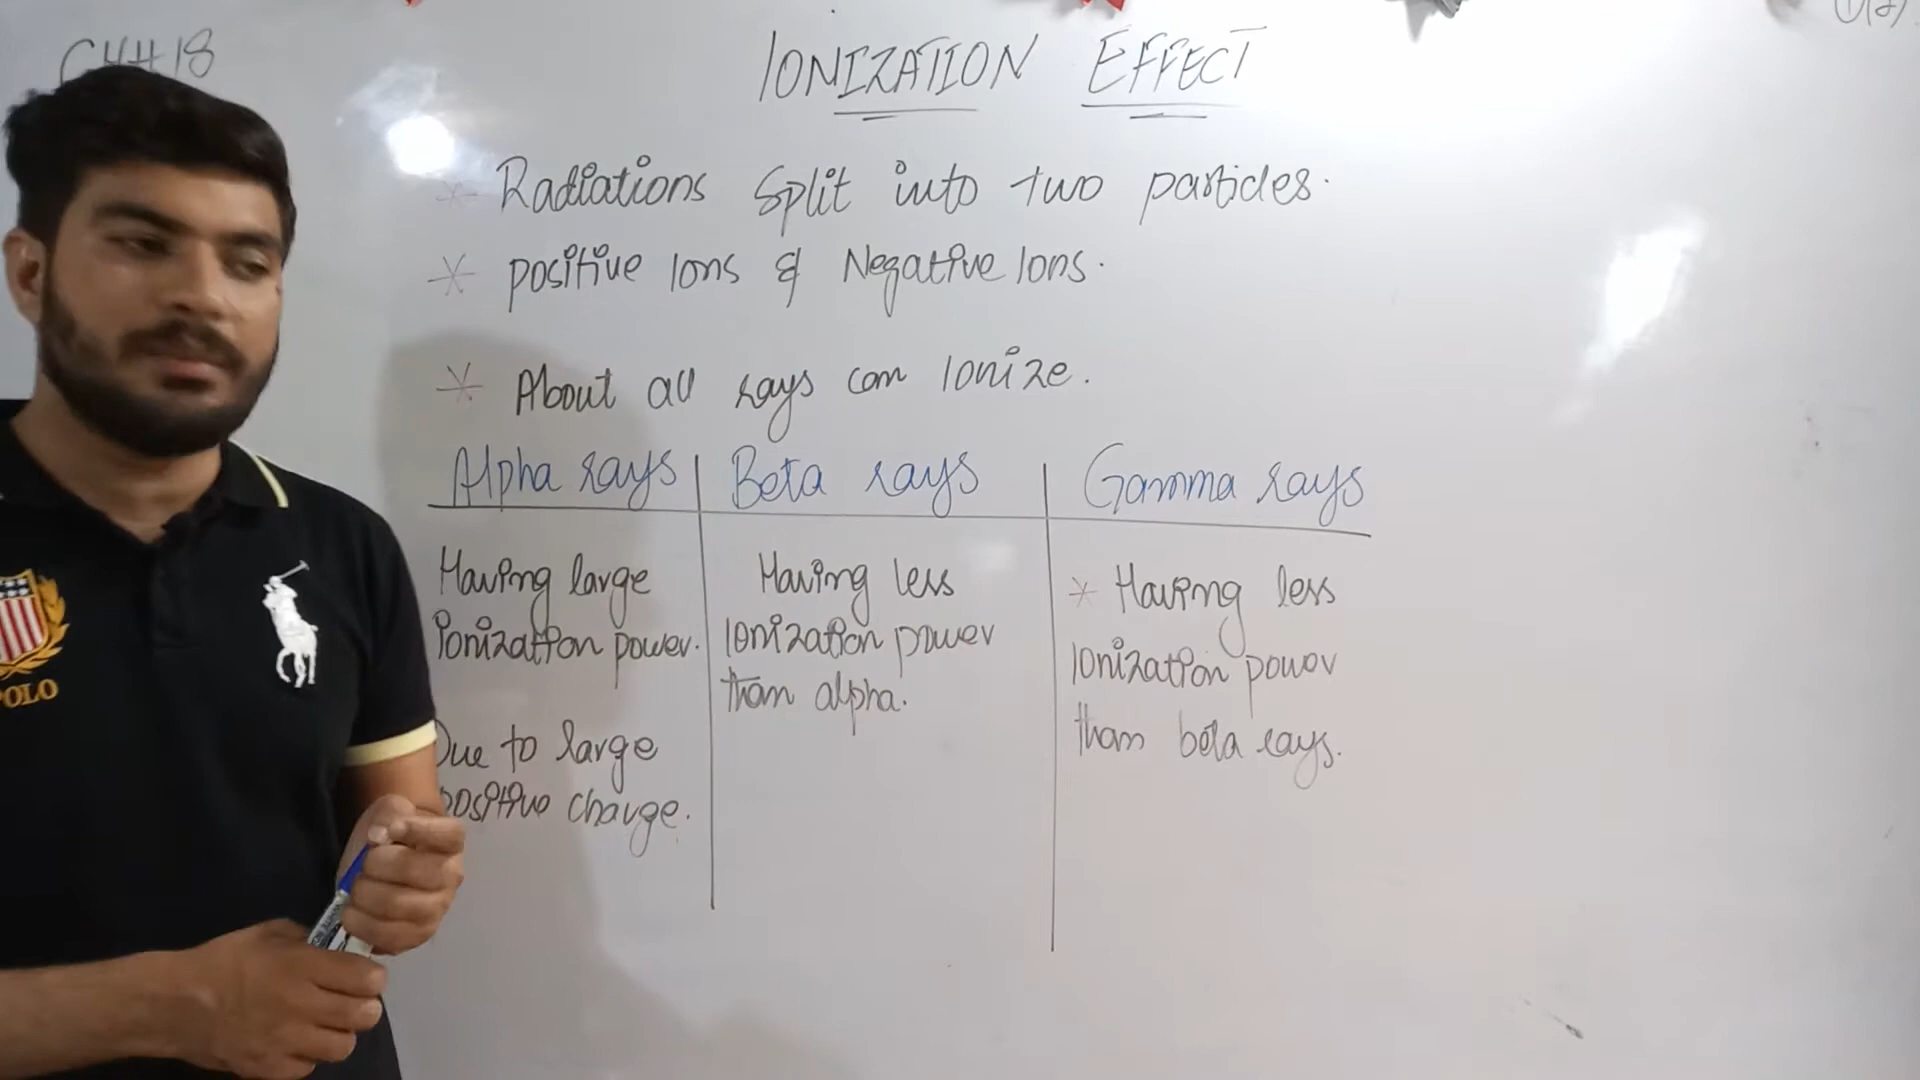 CH#18
IONIZATION EFFECT
* Radiations Split into two particles.
* positive Ions & Negative Ions.
* About all rays can Ionize.
Alpha rays
Having large
ionization power.
Due to large
positive charge.
Beta rays
Having less
Ionization power
than alpha.
Gamma rays
* Having less
Ionization power
than beta rays.
POLO